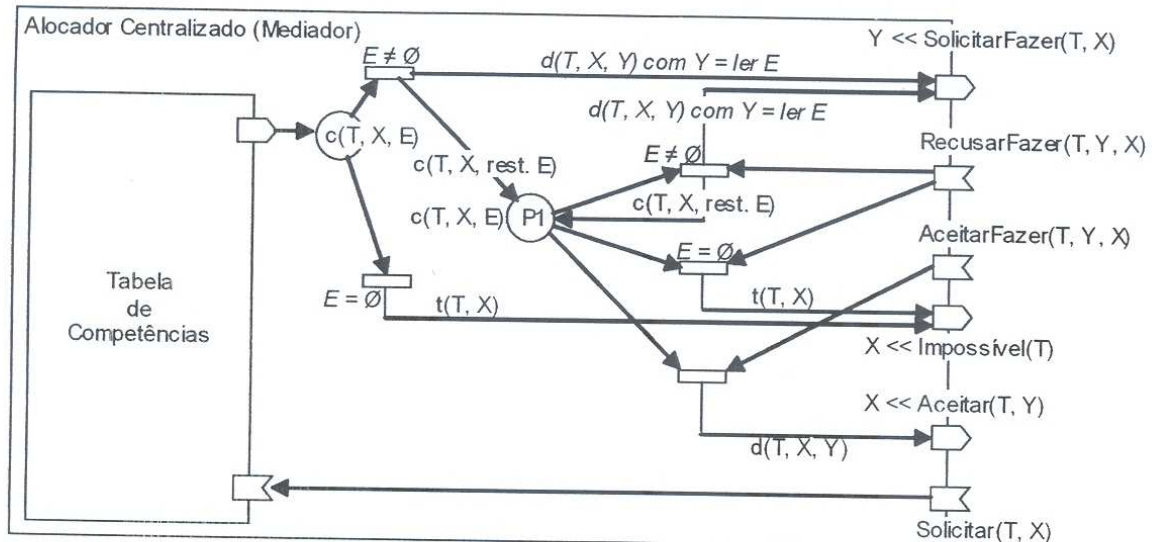 Alocador Centralizado (Mediador)
Y << SolicitarFazer(T, X)
E ≠ Ø
d(T, X, Y) com Y = ler E
d(T, X, Y) com Y = ler E
c(T, X, E)
RecusarFazer(T, Y, X)
E ≠ Ø
c(T, X, rest. E)
c(T, X, rest. E)
c(T, X, E)
P1
AceitarFazer(T, Y, X)
E = Ø
Tabela
de
Competências
E = Ø
t(T, X)
t(T, X)
X << Impossível(T)
X << Aceitar(T, Y)
d(T, X, Y)
Solicitar(T, X)